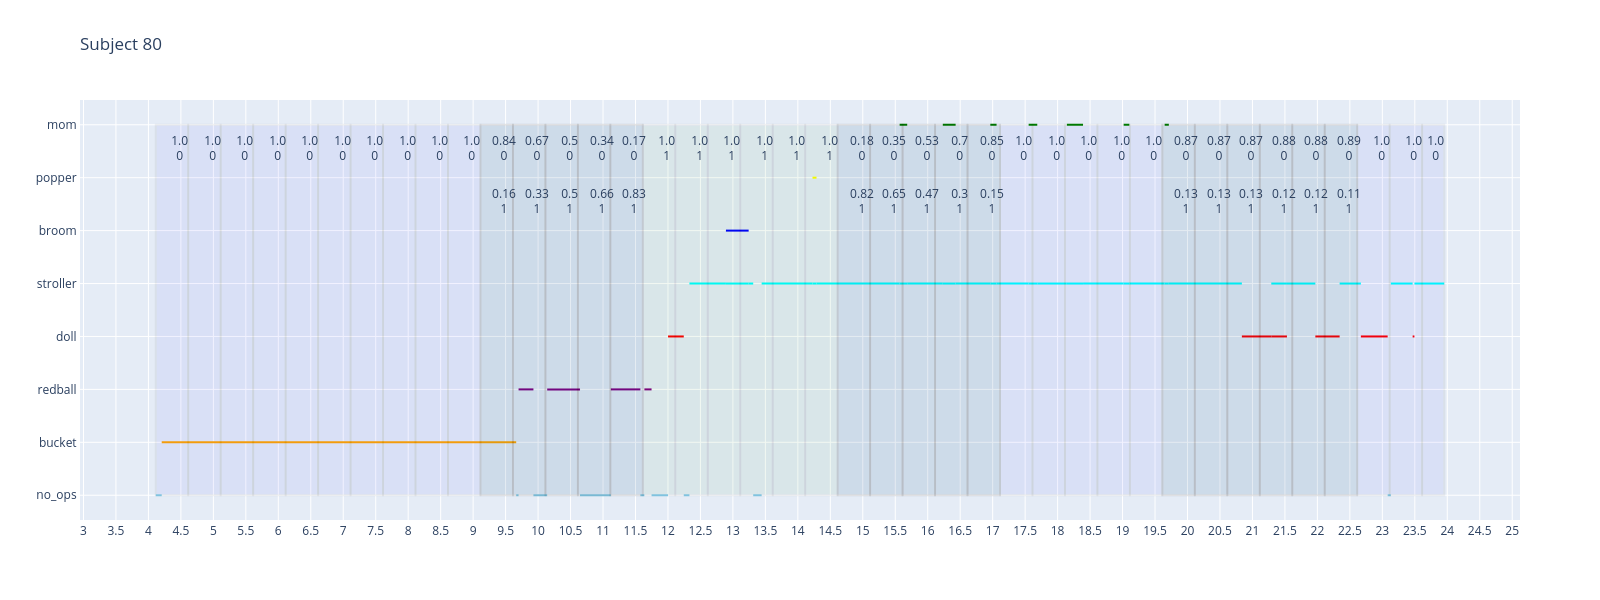 Subject 80
mom
1.0 1.0 1.0 1.0 1.0 1.0 1.0 1.0 1.0 1.0 0.84 0.67 0.5 0.34 0.17 1.0 1.0 1.0 1.0 1.0 1.0 0.18 0.35 0.53 0.7 0.85 1.0 1.0 1.0 1.0 1.0 0.87 0.87 0.87 0.88 0.88 0.89 1.0 1.0 1.0
0 0 0 0 0 0 0 0 0 0 0 0 0 0 0 1 1 1 1 1 1 0 0 0 0 0 0 0 0 0 0 0 0 0 0 0 0 0 0 0
popper
0.16 0.33 0.5 0.66 0.83 0.82 0.65 0.47 0.3 0.15 0.13 0.13 0.13 0.12 0.12 0.11
1 1 1 1 1 1 1 1 1 1 1 1 1 1 1 1
broom
stroller
doll
redball
bucket
no_ops
3 3.5 4 4.5 5 5.5 6 6.5 7 7.5 8 8.5 9 9.5 10 10.5 11 11.5 12 12.5 13 13.5 14 14.5 15 15.5 16 16.5 17 17.5 18 18.5 19 19.5 20 20.5 21 21.5 22 22.5 23 23.5 24 24.5 25